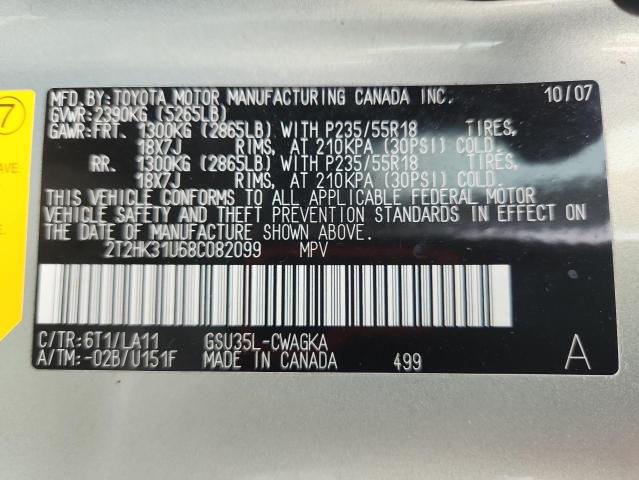 MFD.BY:TOYOTA MOTOR MANUFACTURING CANADA INC. 10/07
GVWR:2390KG (5265LB)
GAWR:FRT. 1300KG (2865LB) WITH P235/55R18 TIRES,
18X7J RIMS, AT 210KPA (30PSI) COLD.
RR. 1300KG (2865LB) WITH P235/55R18 TIRES,
18X7J RIMS, AT 210KPA (30PSI) COLD.
THIS VEHICLE CONFORMS TO ALL APPLICABLE FEDERAL MOTOR
VEHICLE SAFETY AND THEFT PREVENTION STANDARDS IN EFFECT ON
THE DATE OF MANUFACTURE SHOWN ABOVE.
2T2HK31U68C082099 MPV
C/TR:6T1/LA11 GSU35L-CWAGKA
A/TM:-02B/U151F MADE IN CANADA 499 A
7
AVE: